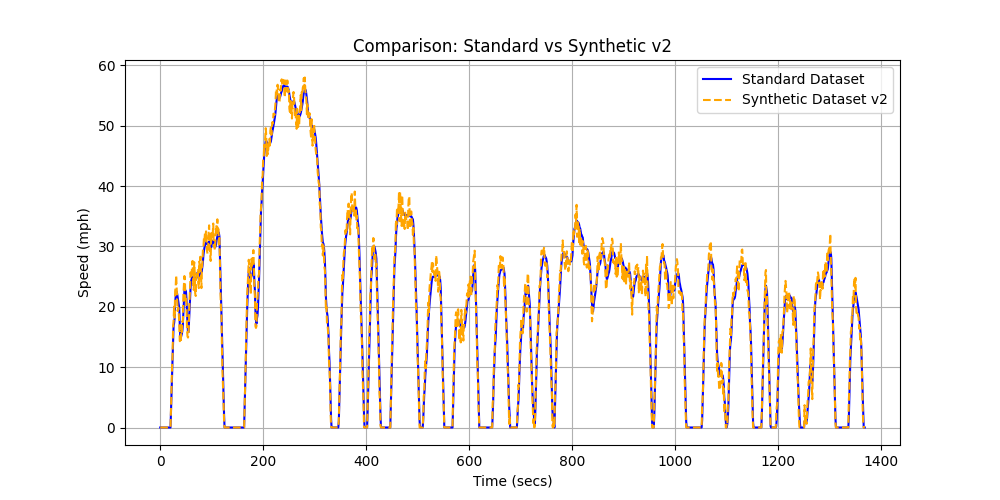 Comparison: Standard vs Synthetic v2
Standard Dataset
Synthetic Dataset v2
Speed (mph)
60
50
40
30
20
10
0
0 200 400 600 800 1000 1200 1400
Time (secs)